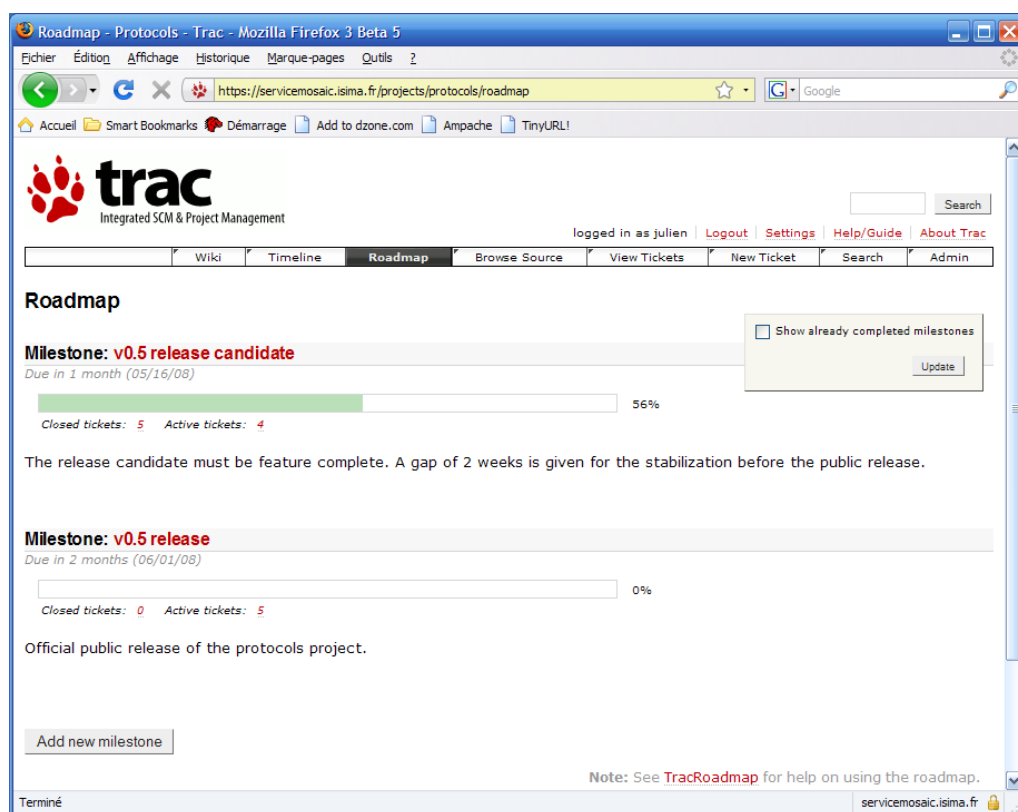 Roadmap - Protocols - Trac - Mozilla Firefox 3 Beta 5
Fichier Édition Affichage Historique Marque-pages Outils ?
https://servicemosaic.isima.fr/projects/protocols/roadmap
G Google
Accueil Smart Bookmarks Démarrage Add to dzone.com Ampache TinyURL!
trac
Integrated SCM & Project Management
Search
logged in as julien Logout Settings Help/Guide About Trac
Wiki Timeline Roadmap Browse Source View Tickets New Ticket Search Admin
Roadmap
Show already completed milestones
Update
Milestone: v0.5 release candidate
Due in 1 month (05/16/08)
56%
Closed tickets: 5 Active tickets: 4
The release candidate must be feature complete. A gap of 2 weeks is given for the stabilization before the public release.
Milestone: v0.5 release
Due in 2 months (06/01/08)
0%
Closed tickets: 0 Active tickets: 5
Official public release of the protocols project.
Add new milestone
Note: See TracRoadmap for help on using the roadmap.
Terminé
servicemosaic.isima.fr